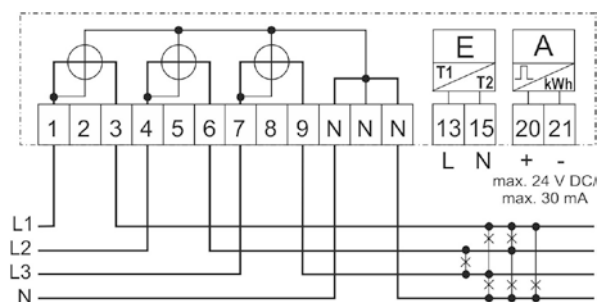 E A
T1 T2 kWh
1 2 3 4 5 6 7 8 9 N N N 13 15 20 21
L N + -
max. 24 V DC/
max. 30 mA
L1
L2
L3
N